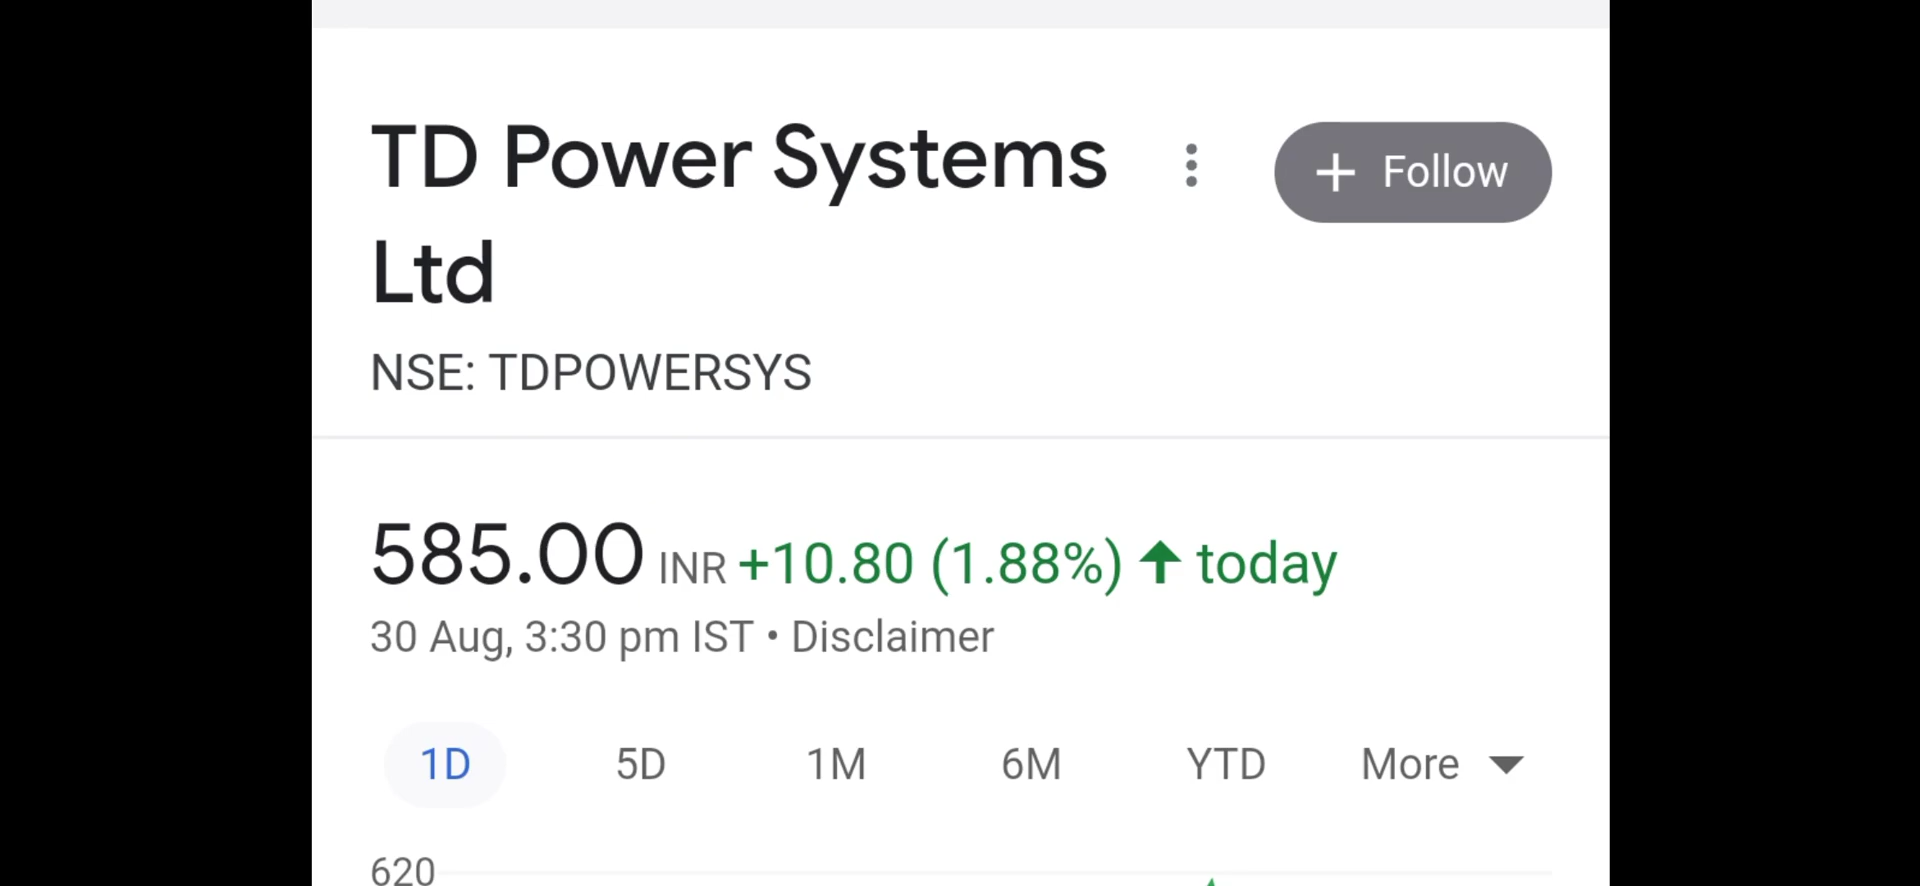 TD Power Systems
Ltd
+ Follow
NSE: TDPOWERSYS
585.00 INR +10.80 (1.88%) ↑ today
30 Aug, 3:30 pm IST • Disclaimer
1D 5D 1M 6M YTD More
620